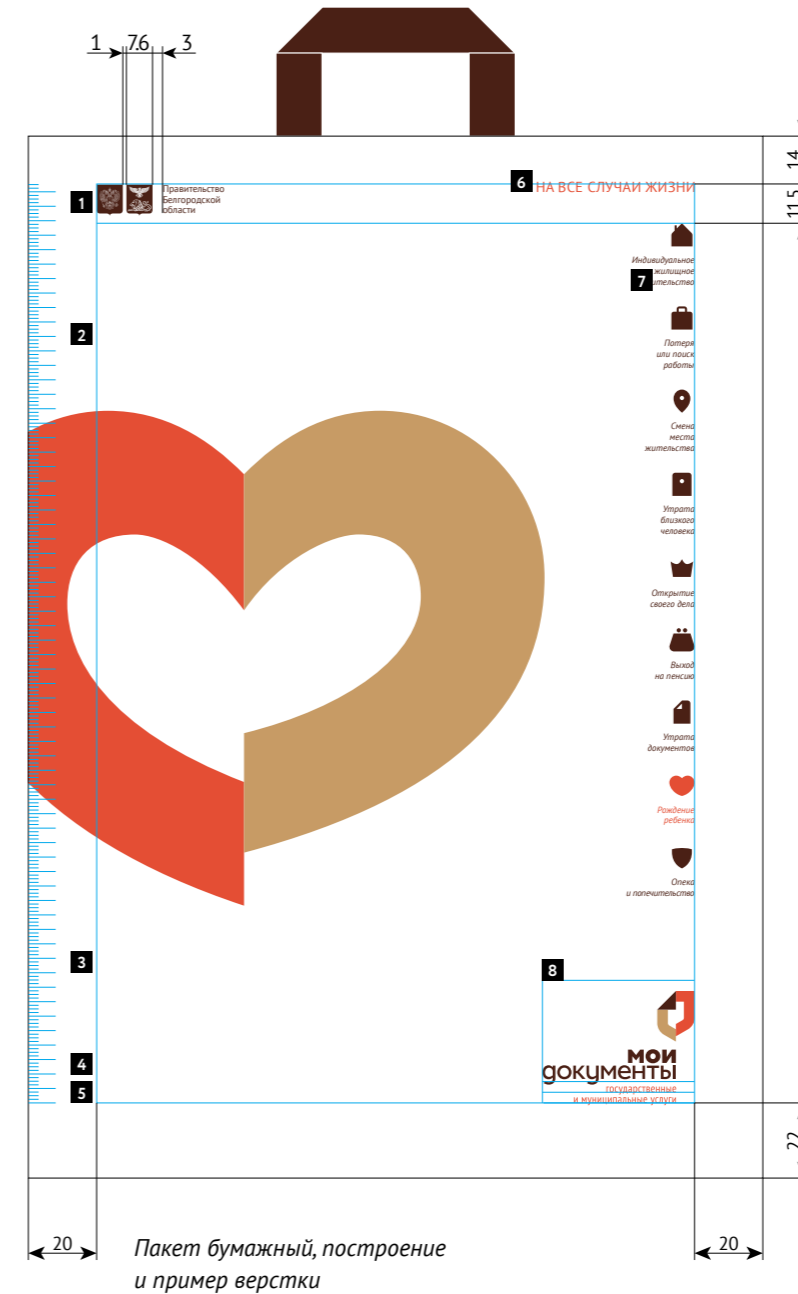 1 7.6 3
14
1
Правительство
Белгородской
области
6
НА ВСЕ СЛУЧАИ ЖИЗНИ
11.5
Индивидуальное
жилищное
7
ительство
2
Потеря
или поиск
работы
Смена
места
жительства
Утрата
близкого
человека
Открытие
своего дела
Выход
на пенсию
Утрата
документов
Рождение
ребенка
Опека
и попечительство
3
8
4
мои
документы
5
государственные
и муниципальные услуги
22
20
20
Пакет бумажный, построение
и пример верстки